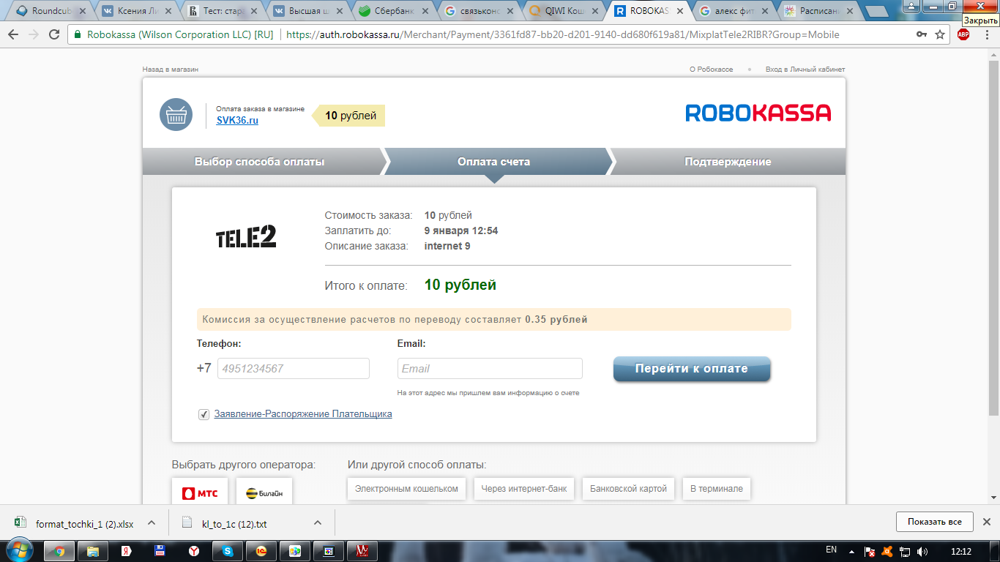 Roundcub
Ксения Ли
Тест: стара
Высшая ш
Сбербанк
связьконс
QIWI Кош
ROBOKAS
алекс фит
Расписани
Закрыть
Robokassa (Wilson Corporation LLC) [RU]
https://auth.robokassa.ru/Merchant/Payment/3361fd87-bb20-d201-9140-dd680f619a81/MixplatTele2RIBR?Group=Mobile
ABP
Назад в магазин
О Робокассе
Вход в Личный кабинет
Оплата заказа в магазине
SVK36.ru
10 рублей
ROBOKASSA
Выбор способа оплаты
Оплата счета
Подтверждение
TELE2
Стоимость заказа: 10 рублей
Заплатить до: 9 января 12:54
Описание заказа: internet 9
Итого к оплате: 10 рублей
Комиссия за осуществление расчетов по переводу составляет 0.35 рублей
Телефон:
Email:
+7 4951234567
Email
Перейти к оплате
На этот адрес мы пришлем вам информацию о счете
Заявление-Распоряжение Плательщика
Выбрать другого оператора:
Или другой способ оплаты:
МТС
Билайн
Электронным кошельком
Через интернет-банк
Банковской картой
В терминале
format_tochki_1 (2).xlsx
kl_to_1c (12).txt
Показать все
EN
12:12